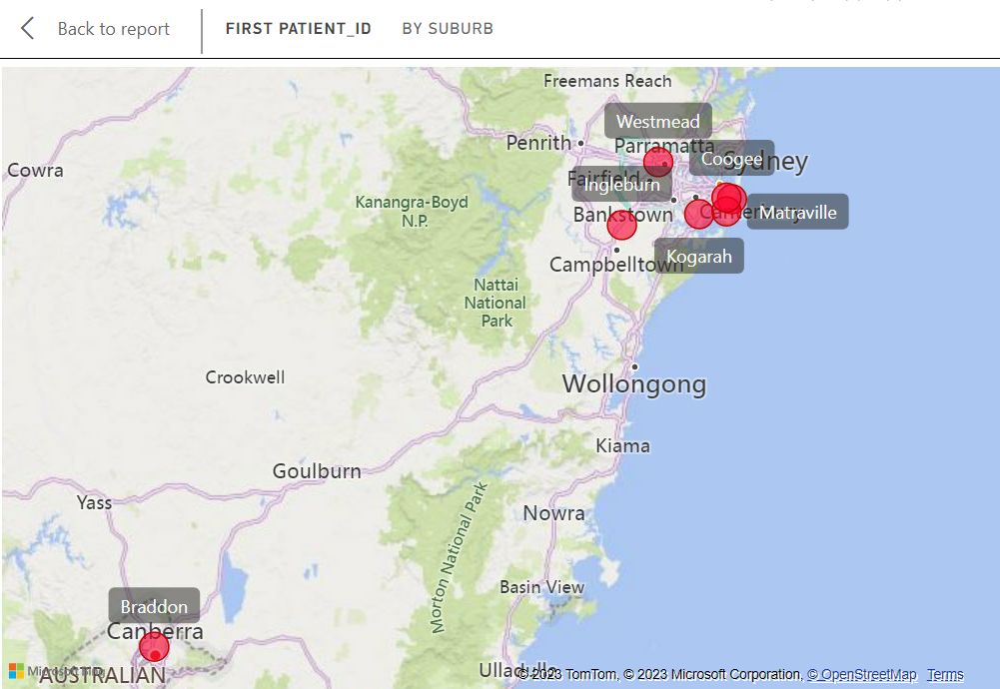 Back to report
FIRST PATIENT_ID
BY SUBURB
Freemans Reach
Westmead
Penrith
Parramatta
Coogee
Sydney
Cowra
Fairfield
Ingleburn
Kanangra-Boyd
N.P.
Bankstown
Matraville
Kogarah
Campbelltown
Nattai
National
Park
Crookwell
Wollongong
Kiama
Goulburn
Yass
Nowra
Morton National Park
Basin View
Braddon
Canberra
Ulladulla
Microsoft Bing
AUSTRALIAN
© 2023 TomTom, © 2023 Microsoft Corporation, © OpenStreetMap Terms